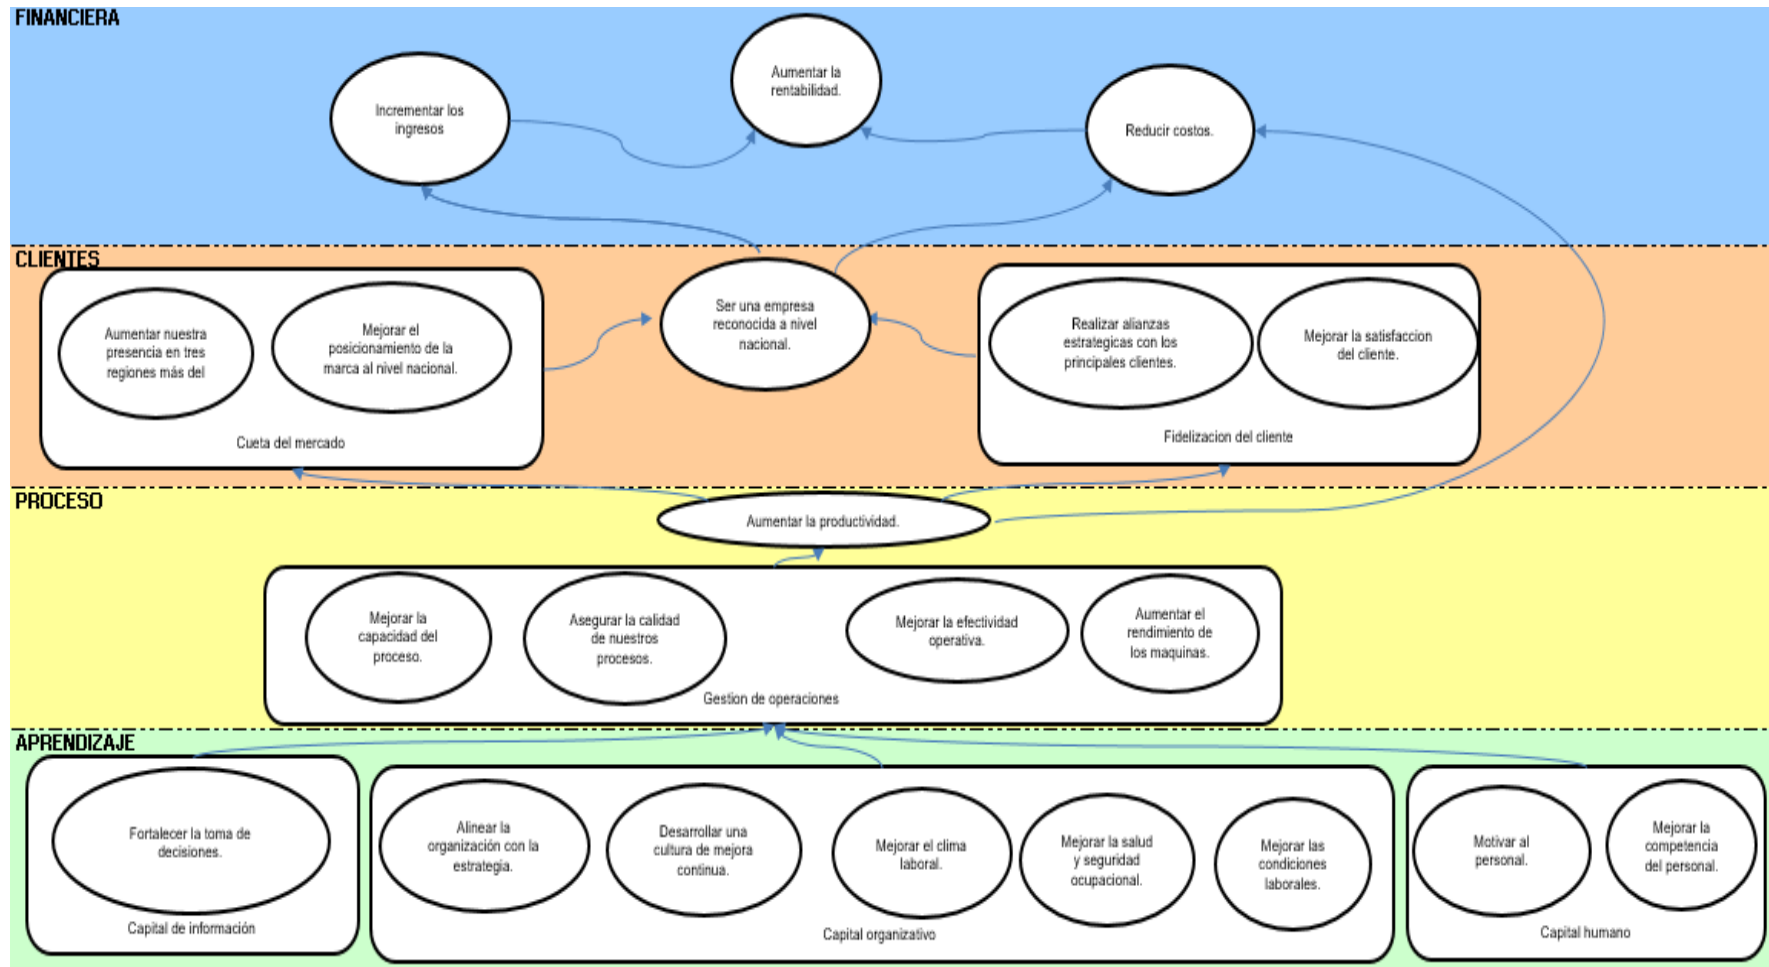 FINANCIERA
Incrementar los
ingresos
Aumentar la
rentabilidad.
Reducir costos.
CLIENTES
Aumentar nuestra
presencia en tres
regiones más del
Mejorar el
posicionamiento de la
marca al nivel nacional.
Cueta del mercado
Ser una empresa
reconocida a nivel
nacional.
Realizar alianzas
estrategicas con los
principales clientes.
Mejorar la satisfaccion
del cliente.
Fidelizacion del cliente
PROCESO
Aumentar la productividad.
Mejorar la
capacidad del
proceso.
Asegurar la calidad
de nuestros
procesos.
Mejorar la efectividad
operativa.
Aumentar el
rendimiento de
los maquinas.
Gestion de operaciones
APRENDIZAJE
Fortalecer la toma de
decisiones.
Capital de información
Alinear la
organización con la
estrategia.
Desarrollar una
cultura de mejora
continua.
Mejorar el clima
laboral.
Mejorar la salud
y seguridad
ocupacional.
Mejorar las
condiciones
laborales.
Capital organizativo
Motivar al
personal.
Mejorar la
competencia
del personal.
Capital humano